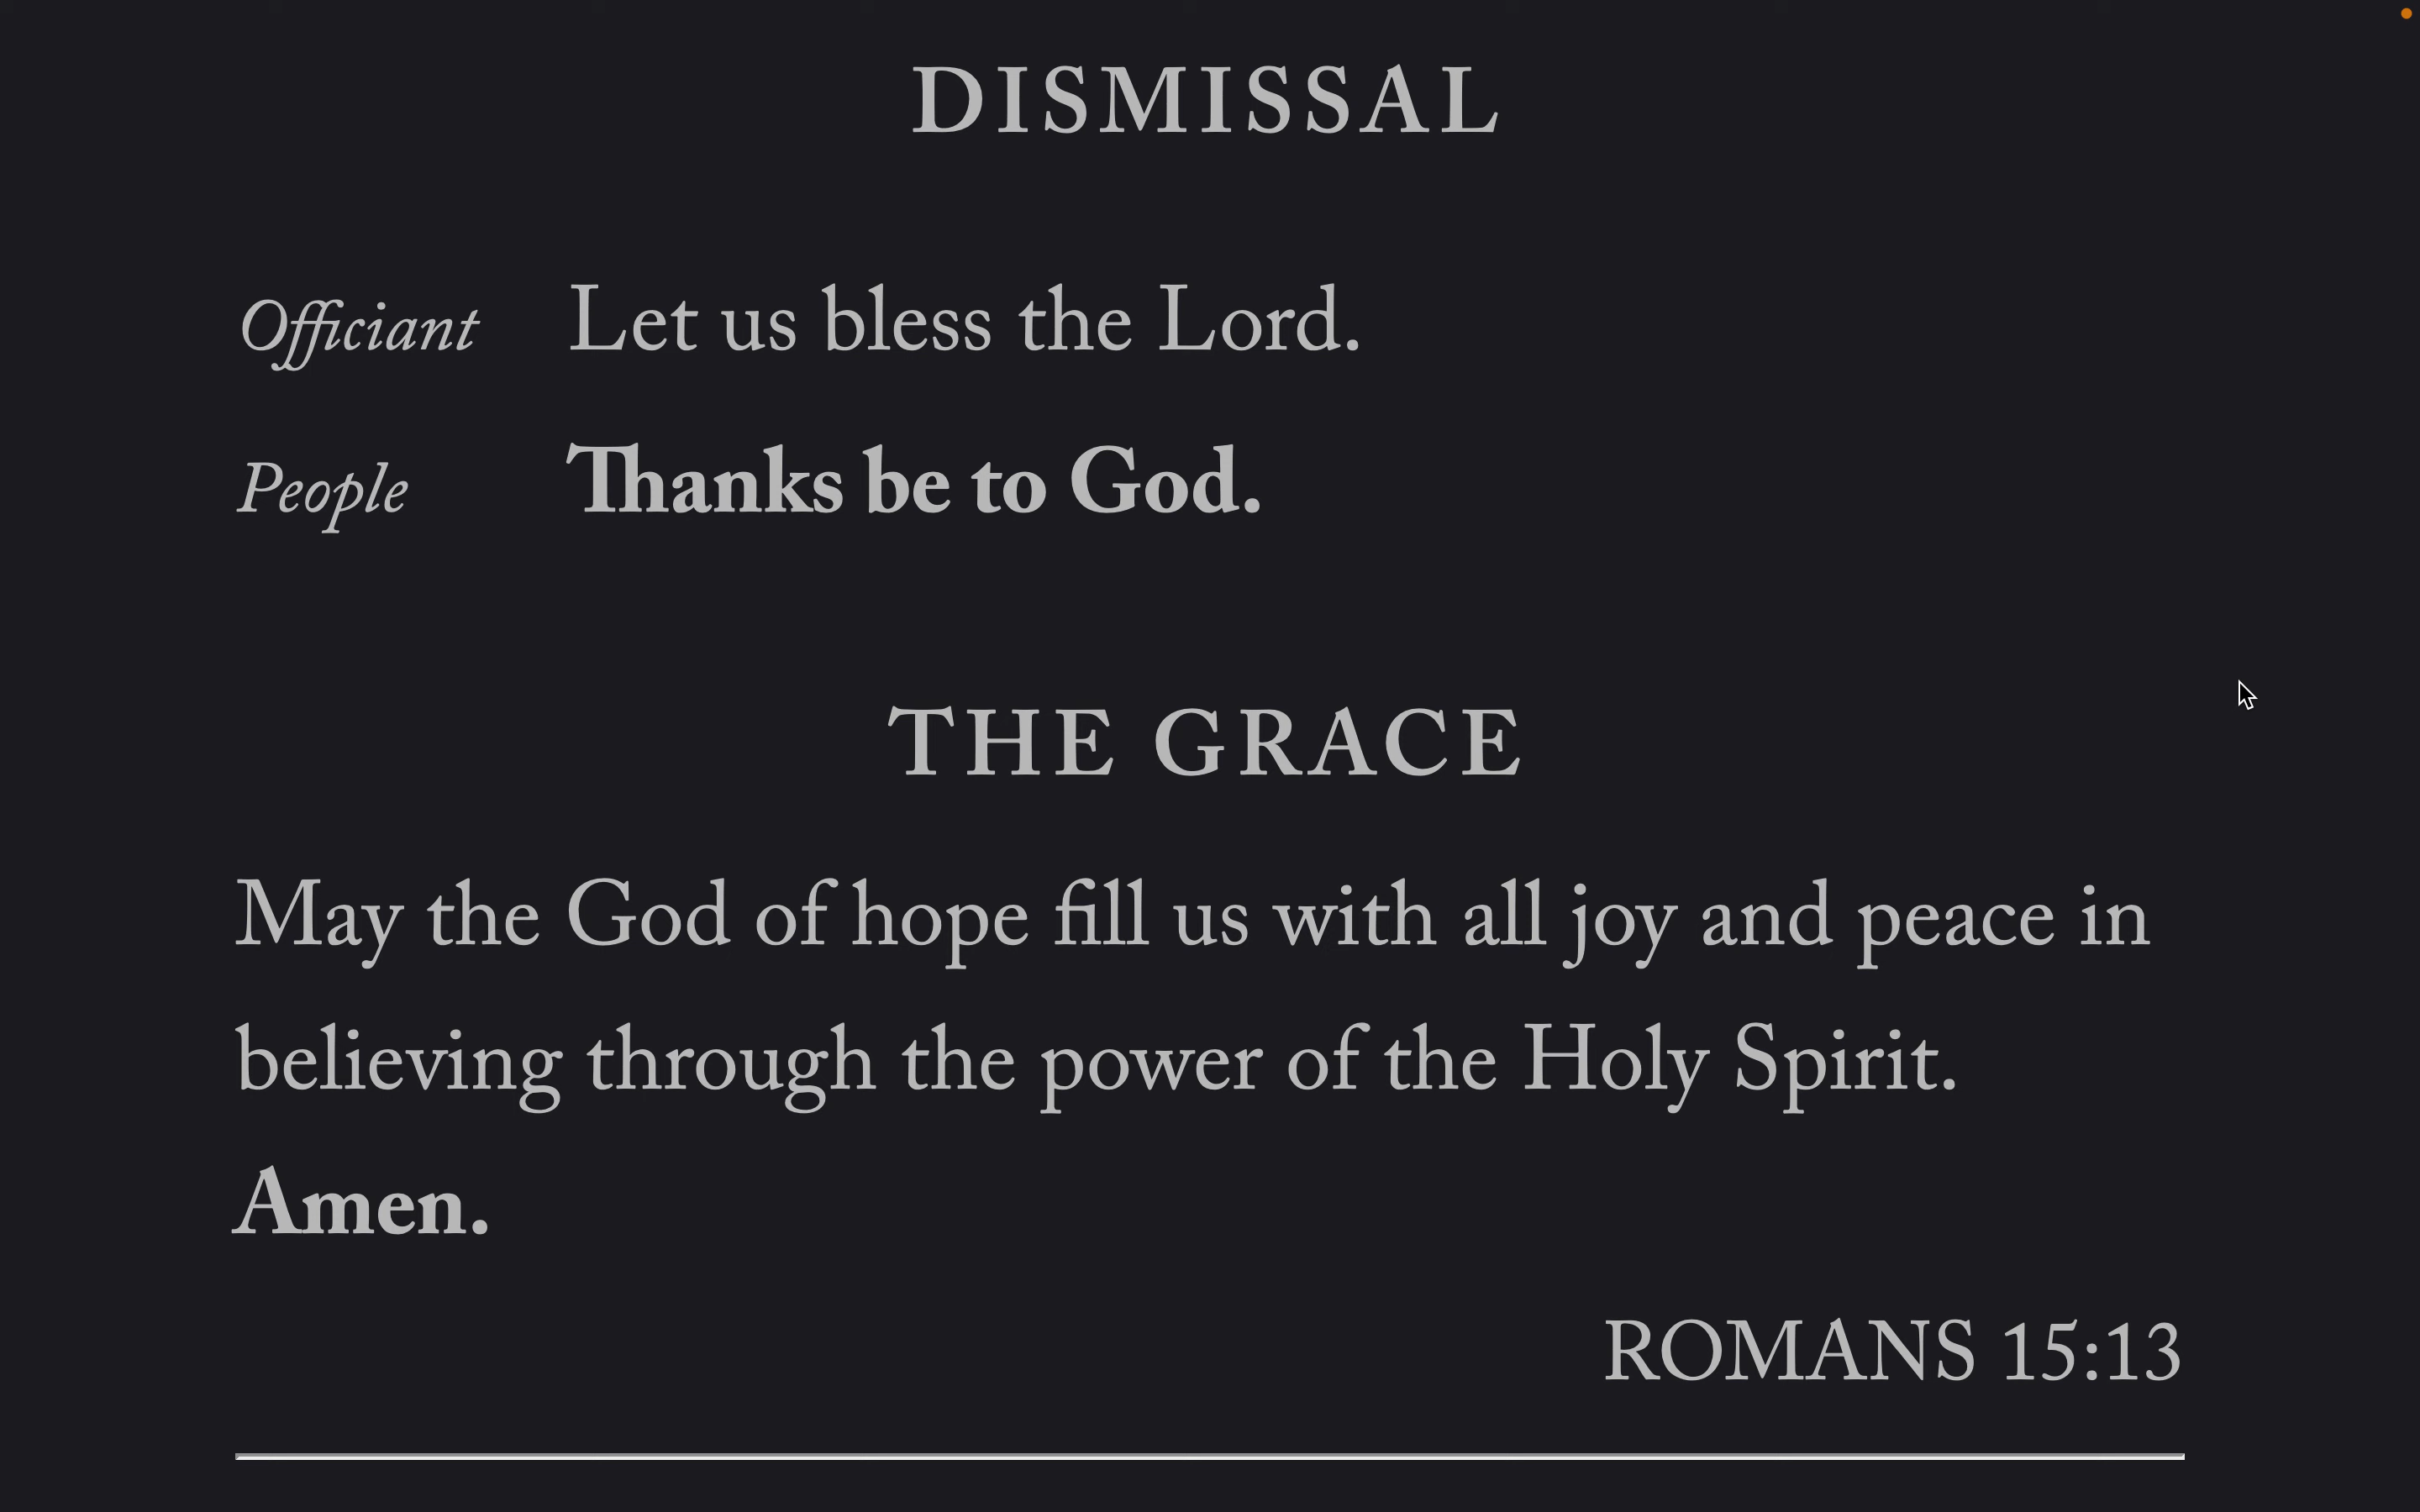 DISMISSAL
Officiant Let us bless the Lord.
People Thanks be to God.
THE GRACE
May the God of hope fill us with all joy and peace in
believing through the power of the Holy Spirit.
Amen.
ROMANS 15:13